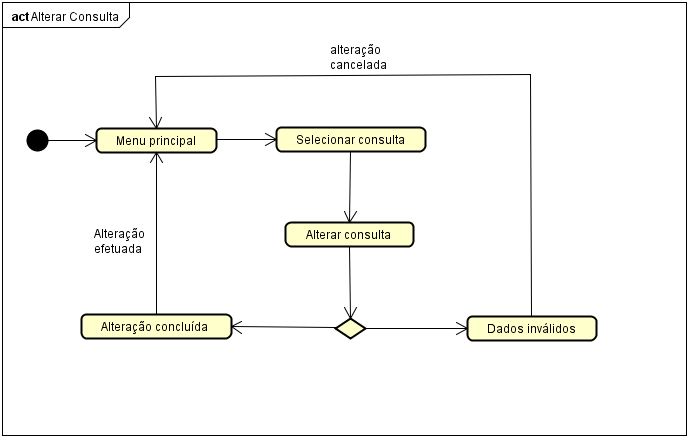 act Alterar Consulta
alteração
cancelada
Menu principal
Selecionar consulta
Alteração
efetuada
Alterar consulta
Alteração concluída
Dados inválidos